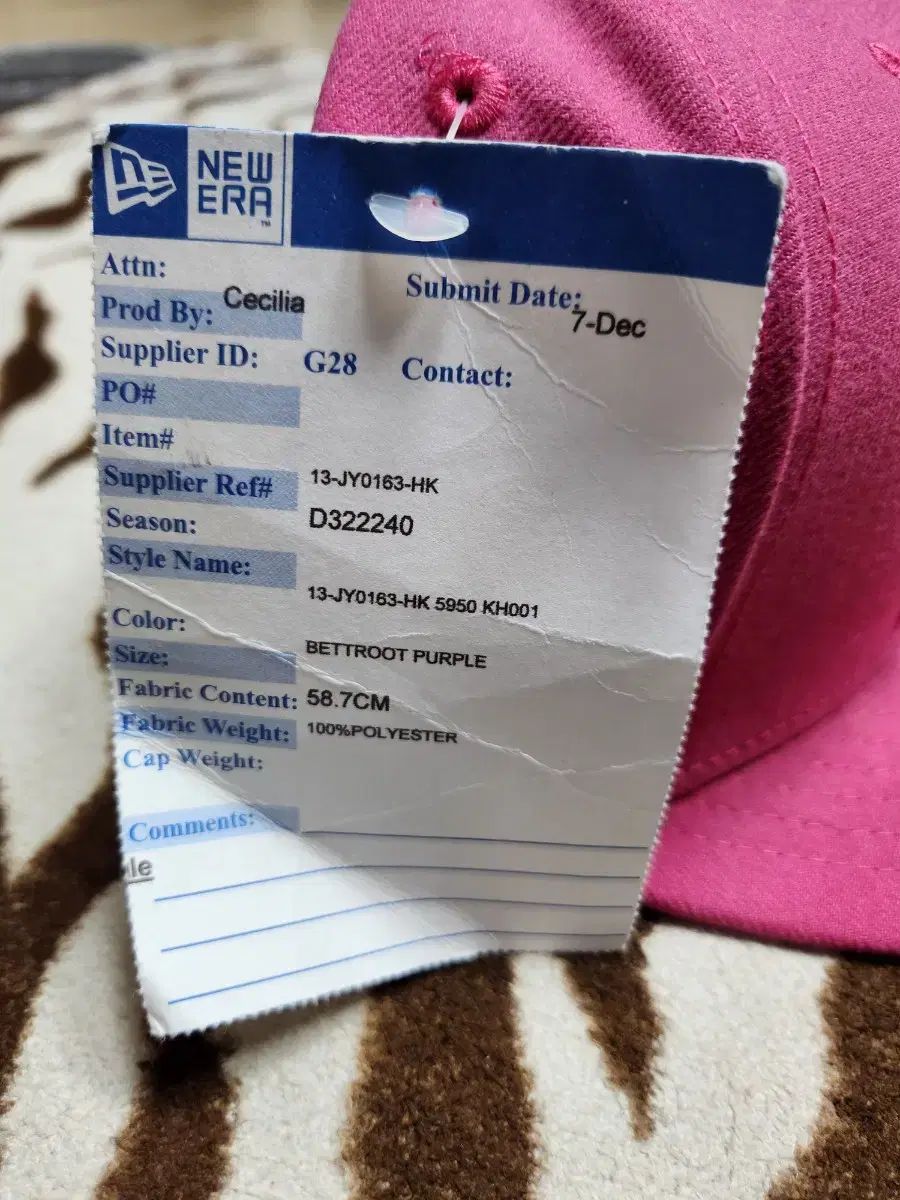 NEW
ERA™
Attn:
Prod By: Cecilia
Submit Date: 7-Dec
Supplier ID: G28 Contact:
PO#
Item#
Supplier Ref# 13-JY0163-HK
Season: D322240
Style Name:
13-JY0163-HK 5950 KH001
Color:
BETTROOT PURPLE
Size:
Fabric Content: 58.7CM
Fabric Weight: 100%POLYESTER
Cap Weight:
Comments:
le